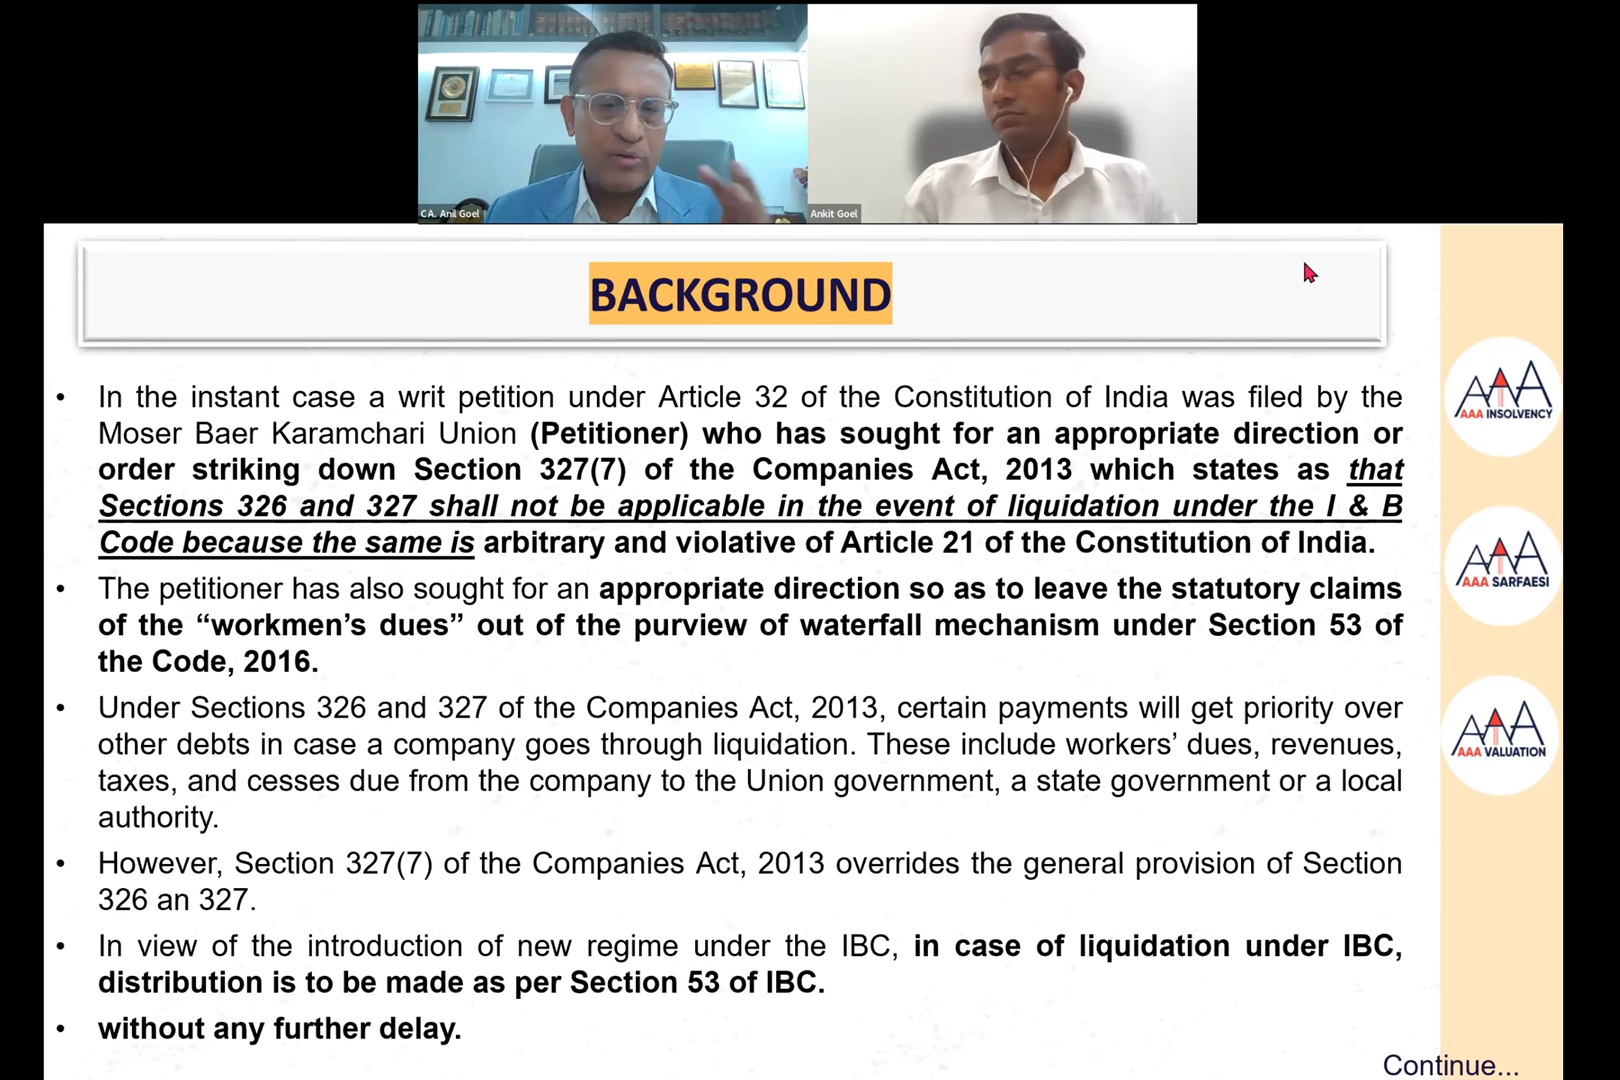 CA. Anil Goel
Ankit Goel
BACKGROUND
• In the instant case a writ petition under Article 32 of the Constitution of India was filed by the
Moser Baer Karamchari Union (Petitioner) who has sought for an appropriate direction or
order striking down Section 327(7) of the Companies Act, 2013 which states as that
Sections 326 and 327 shall not be applicable in the event of liquidation under the I & B
Code because the same is arbitrary and violative of Article 21 of the Constitution of India.
• The petitioner has also sought for an appropriate direction so as to leave the statutory claims
of the “workmen’s dues” out of the purview of waterfall mechanism under Section 53 of
the Code, 2016.
• Under Sections 326 and 327 of the Companies Act, 2013, certain payments will get priority over
other debts in case a company goes through liquidation. These include workers’ dues, revenues,
taxes, and cesses due from the company to the Union government, a state government or a local
authority.
• However, Section 327(7) of the Companies Act, 2013 overrides the general provision of Section
326 an 327.
• In view of the introduction of new regime under the IBC, in case of liquidation under IBC,
distribution is to be made as per Section 53 of IBC.
• without any further delay.
Continue...
AAA
AAA INSOLVENCY
AAA
AAA SARFAESI
AAA
AAA VALUATION